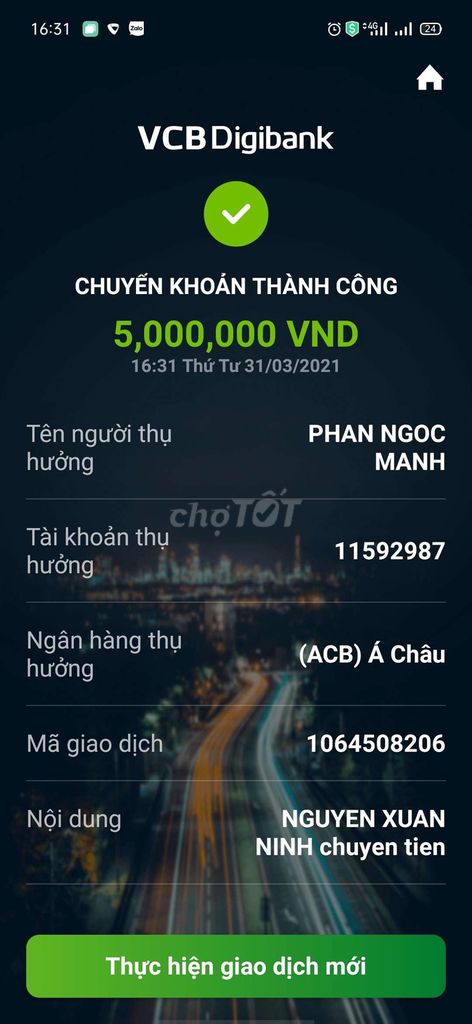 16:31 Zalo 4G 24
VCB Digibank
CHUYẾN KHOẢN THÀNH CÔNG
5,000,000 VND
16:31 Thứ Tư 31/03/2021
Tên người thụ
hưởng
PHAN NGOC
MANH
chợTỐT
Tài khoản thụ
hưởng
11592987
Ngân hàng thụ
hưởng
(ACB) Á Châu
Mã giao dịch
1064508206
Nội dung
NGUYEN XUAN
NINH chuyen tien
Thực hiện giao dịch mới